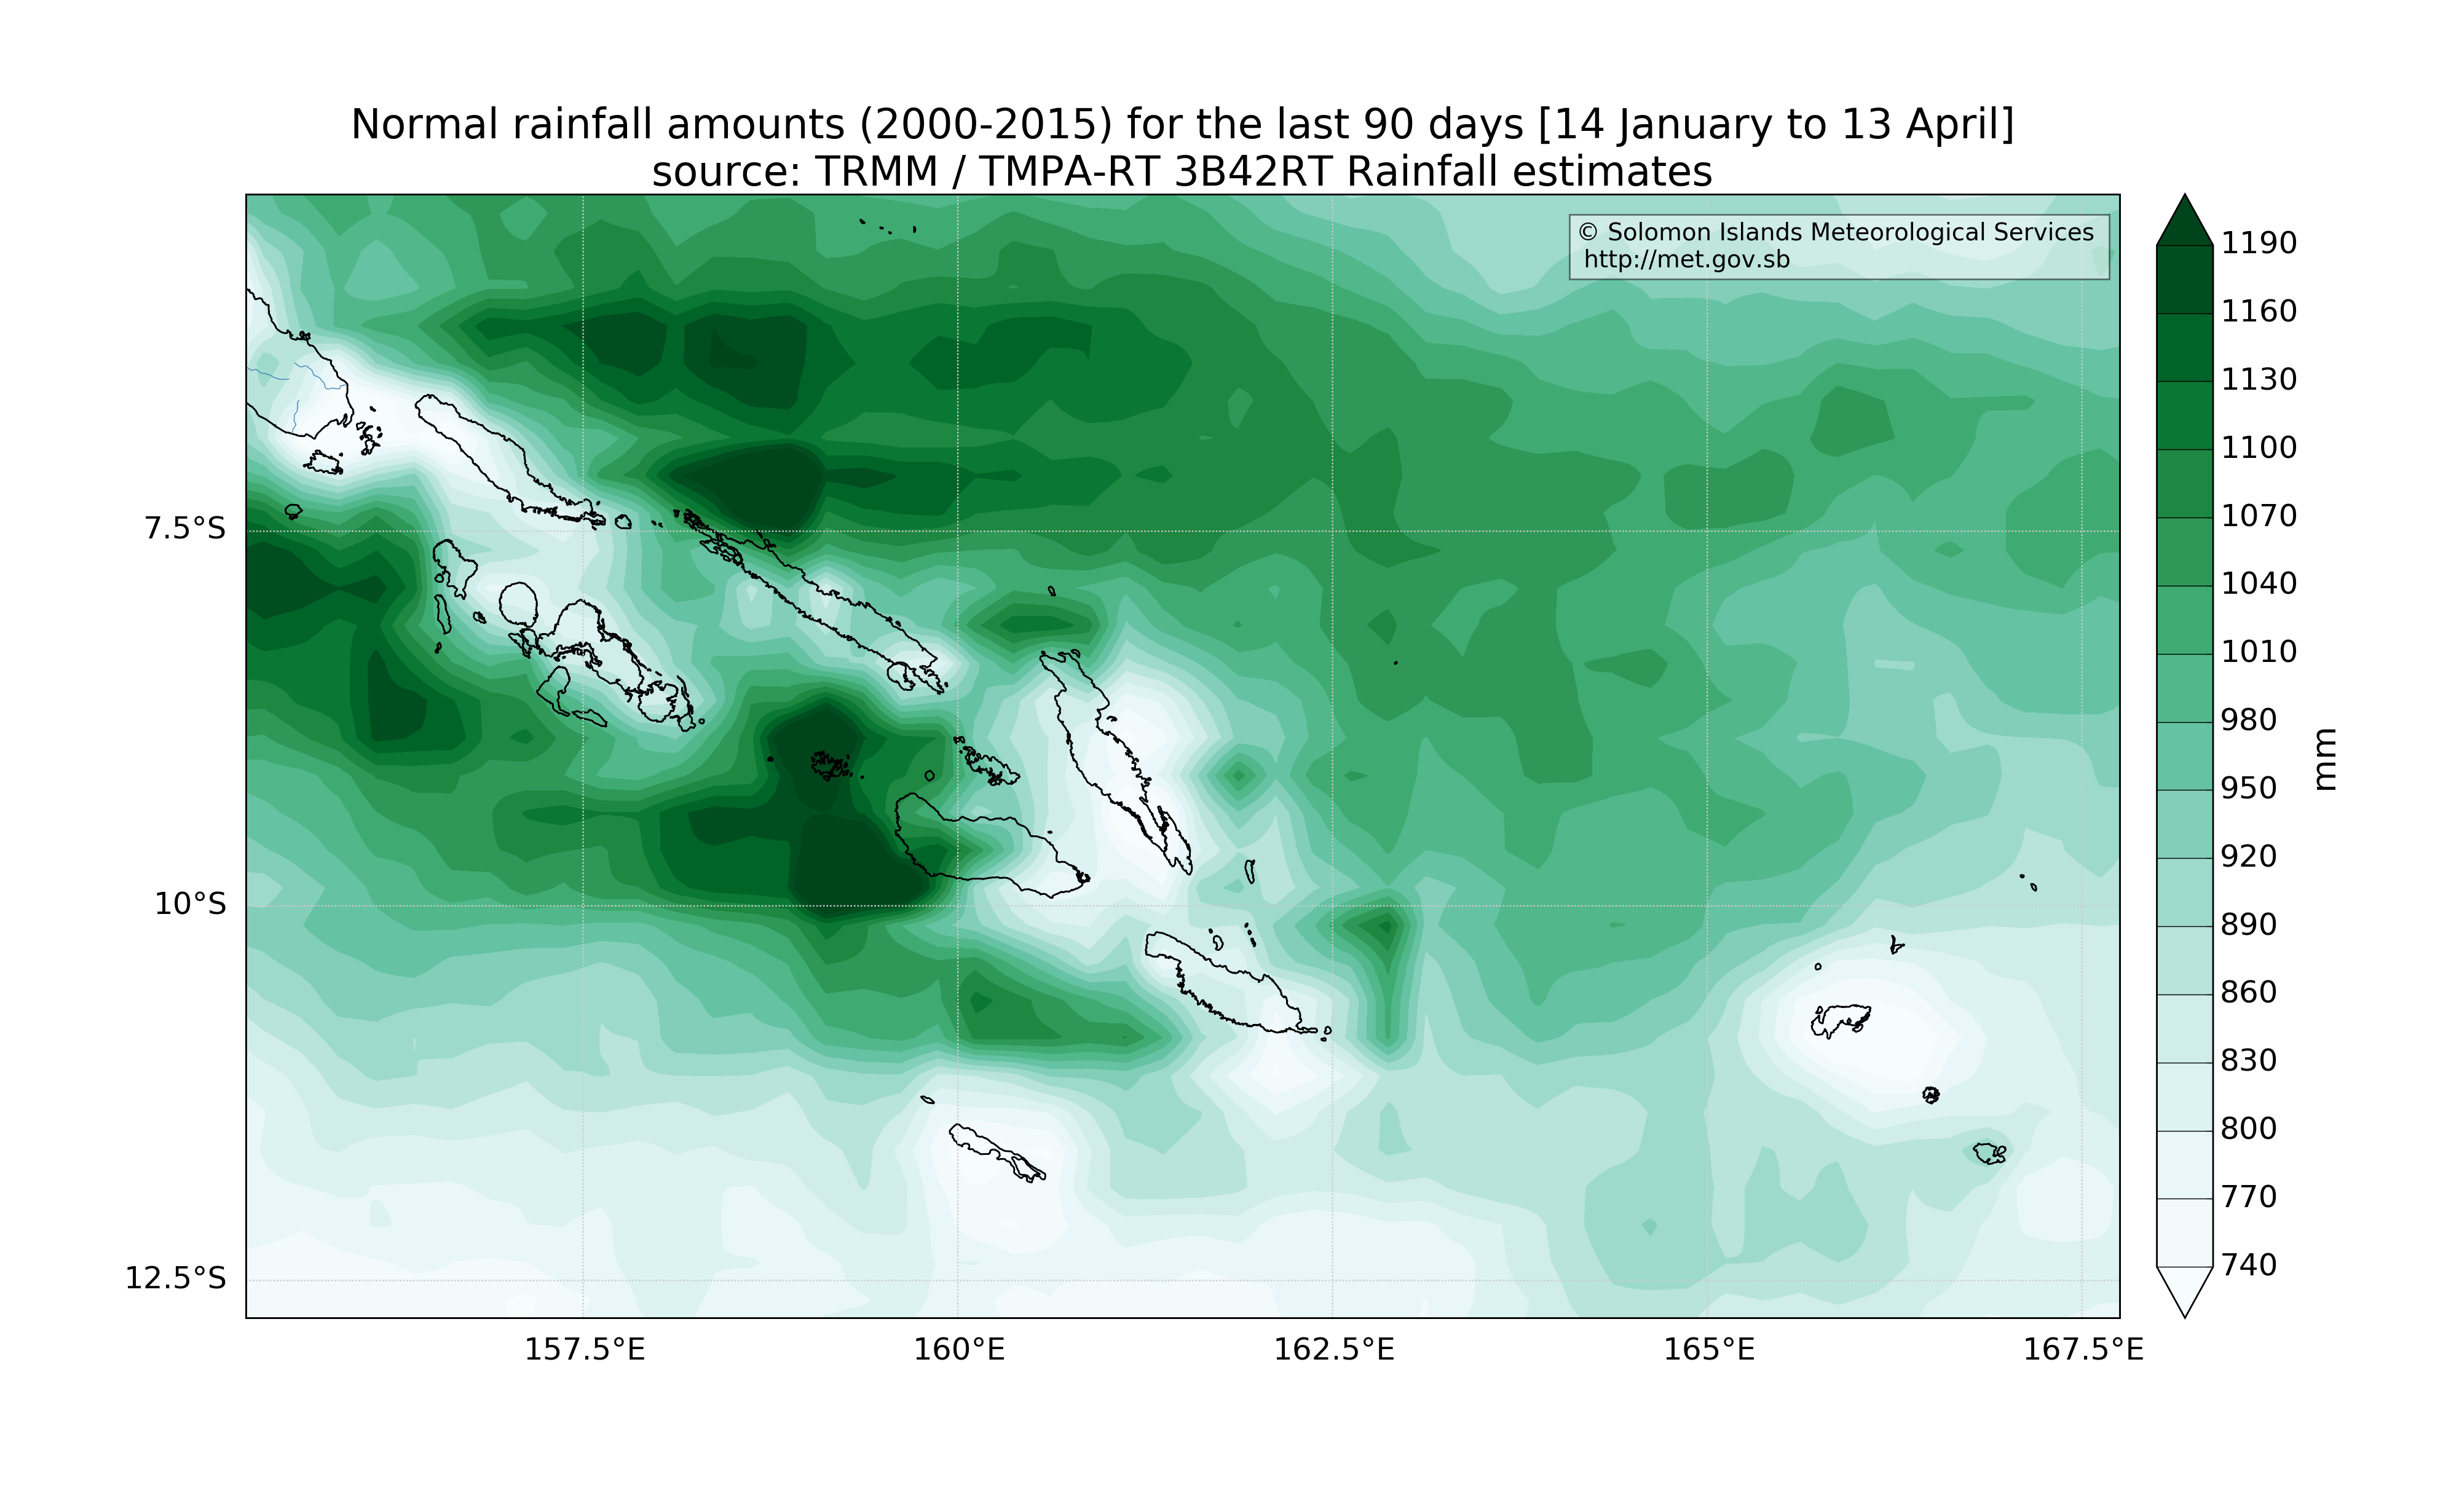 Normal rainfall amounts (2000-2015) for the last 90 days [14 January to 13 April]
source: TRMM / TMPA-RT 3B42RT Rainfall estimates
© Solomon Islands Meteorological Services
http://met.gov.sb
7.5°S
10°S
12.5°S
157.5°E
160°E
162.5°E
165°E
167.5°E
1190
1160
1130
1100
1070
1040
1010
980
950
920
890
860
830
800
770
740
mm